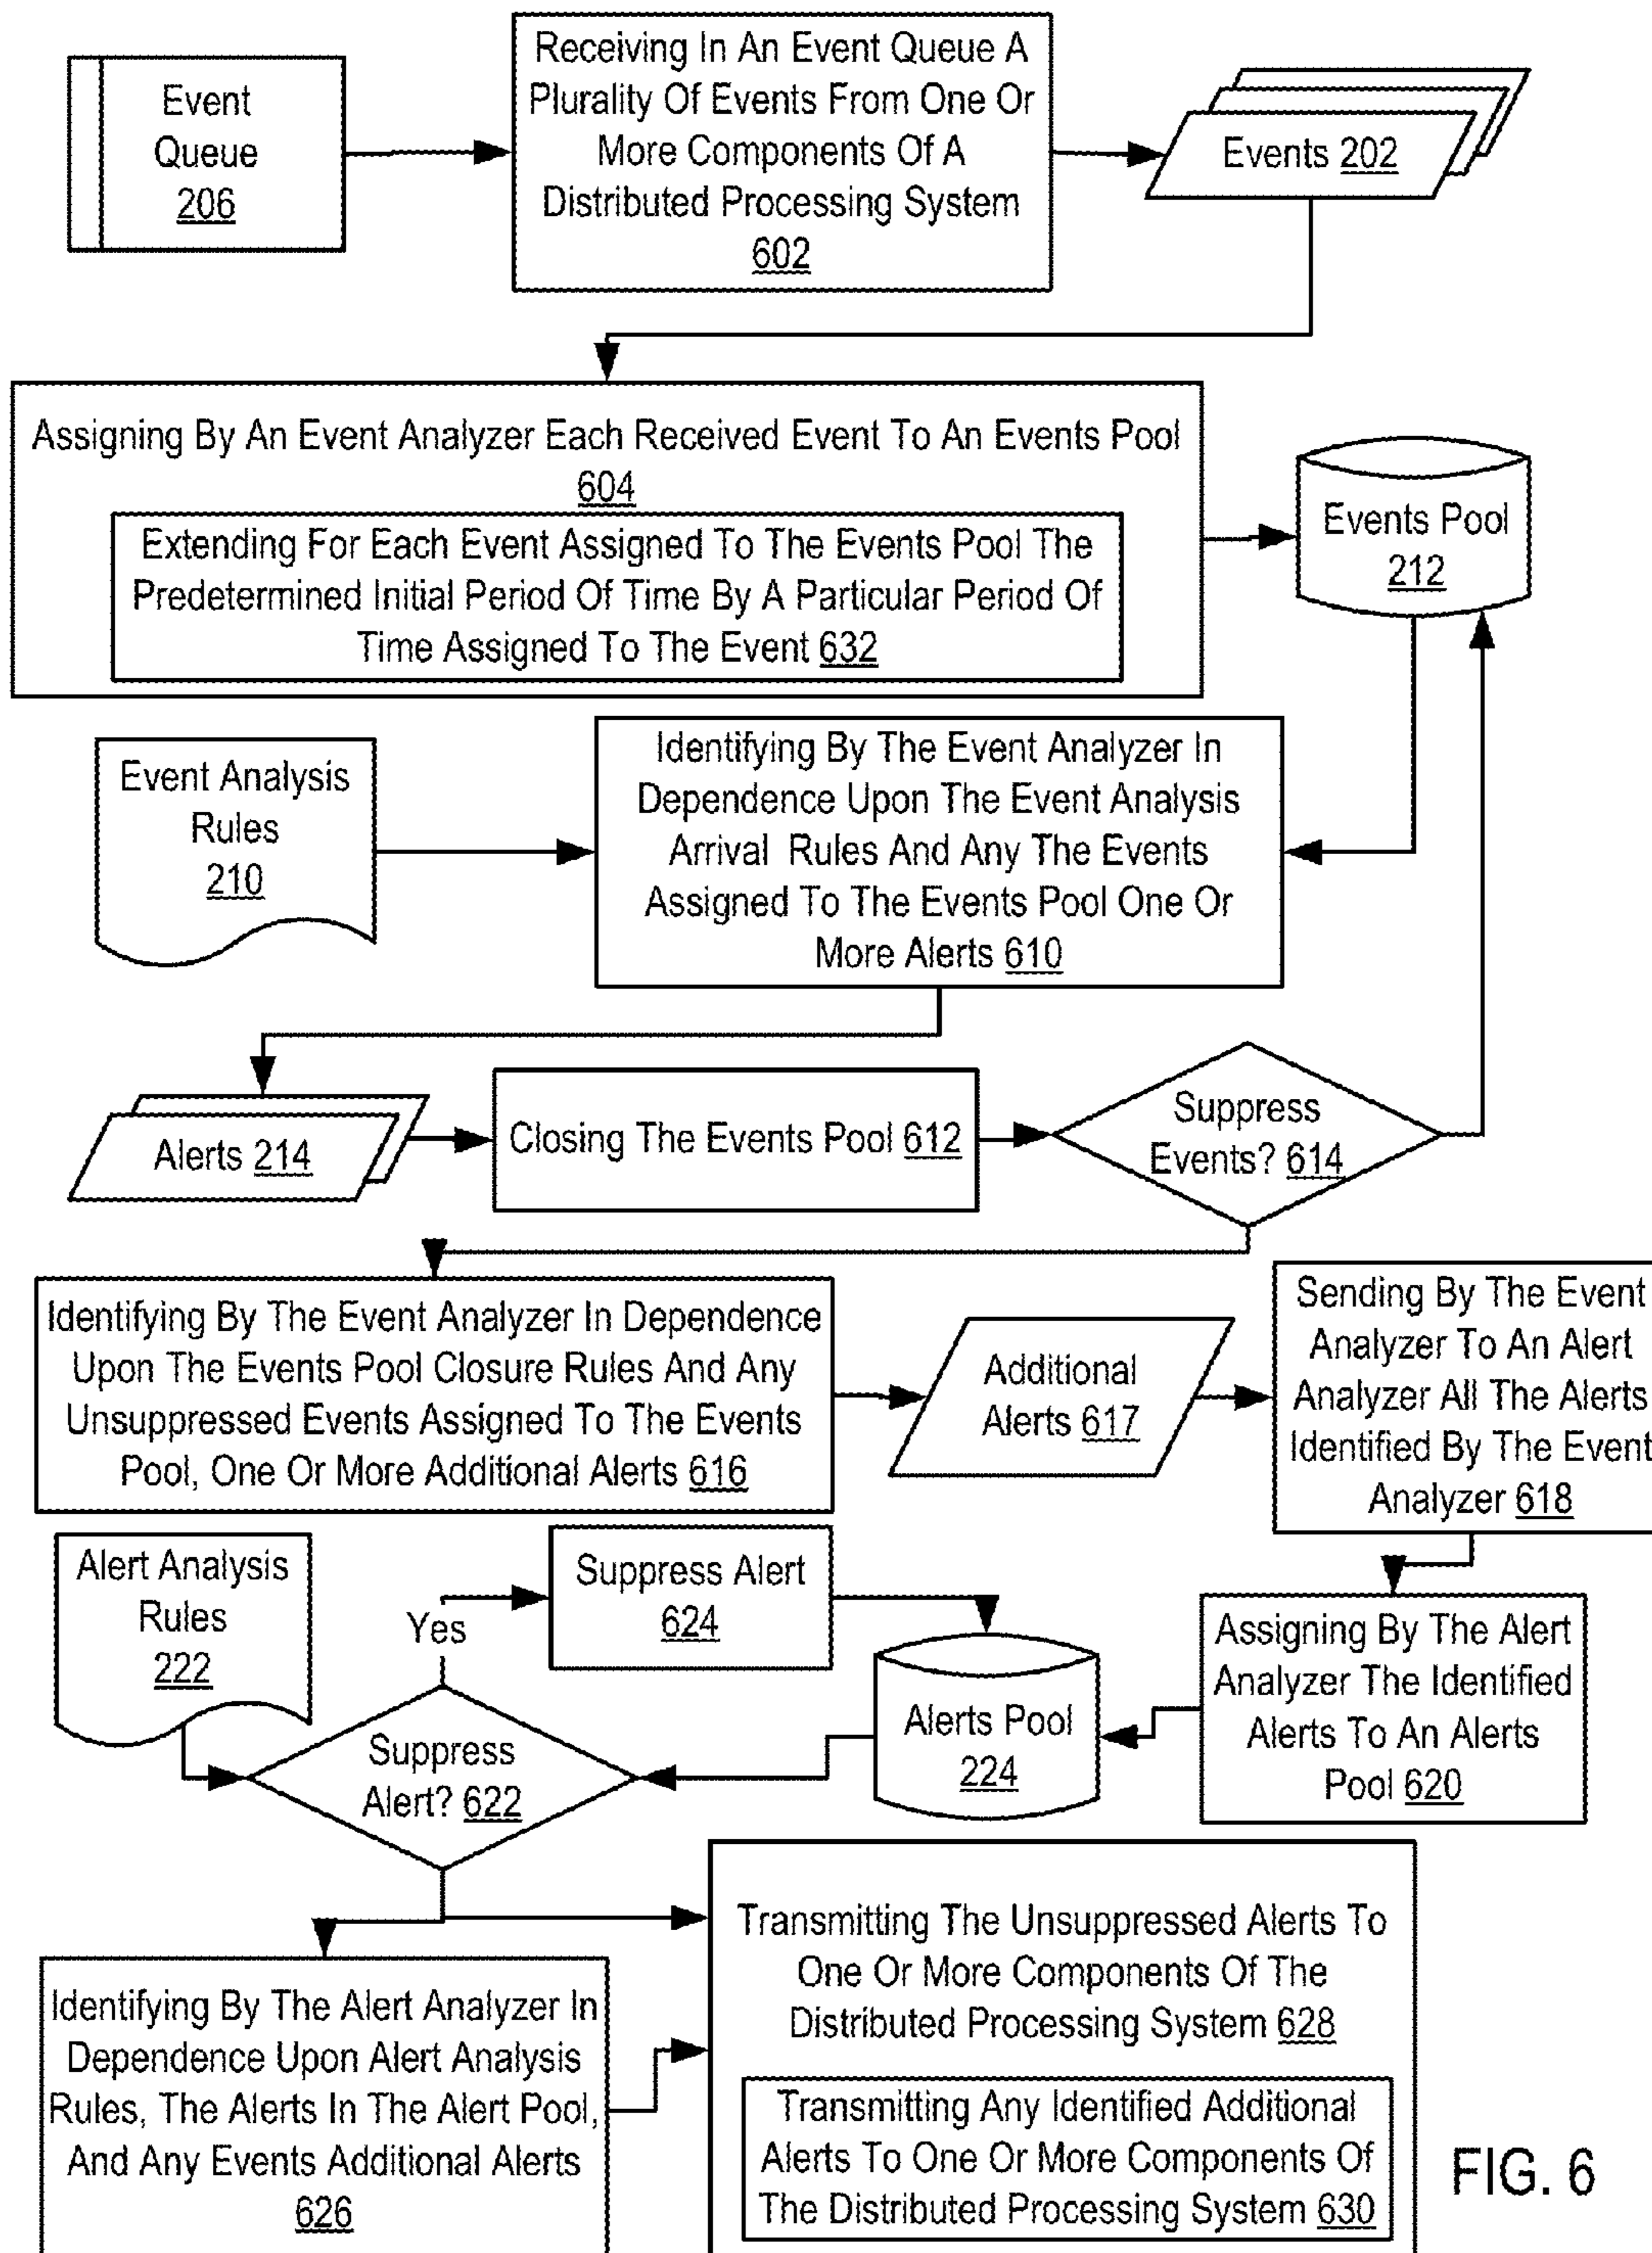 Event
Queue
206
Receiving In An Event Queue A
Plurality Of Events From One Or
More Components Of A
Distributed Processing System
602
Events 202
Assigning By An Event Analyzer Each Received Event To An Events Pool
604
Extending For Each Event Assigned To The Events Pool The
Predetermined Initial Period Of Time By A Particular Period Of
Time Assigned To The Event 632
Events Pool
212
Event Analysis
Rules
210
Identifying By The Event Analyzer In
Dependence Upon The Event Analysis
Arrival Rules And Any The Events
Assigned To The Events Pool One Or
More Alerts 610
Alerts 214
Closing The Events Pool 612
Suppress
Events? 614
Identifying By The Event Analyzer In Dependence
Upon The Events Pool Closure Rules And Any
Unsuppressed Events Assigned To The Events
Pool, One Or More Additional Alerts 616
Additional
Alerts 617
Sending By The Event
Analyzer To An Alert
Analyzer All The Alerts
Identified By The Event
Analyzer 618
Alert Analysis
Rules
222
Yes
Suppress Alert
624
Suppress
Alert? 622
Alerts Pool
224
Assigning By The Alert
Analyzer The Identified
Alerts To An Alerts
Pool 620
Identifying By The Alert Analyzer In
Dependence Upon Alert Analysis
Rules, The Alerts In The Alert Pool,
And Any Events Additional Alerts
626
Transmitting The Unsuppressed Alerts To
One Or More Components Of The
Distributed Processing System 628
Transmitting Any Identified Additional
Alerts To One Or More Components Of
The Distributed Processing System 630
FIG. 6